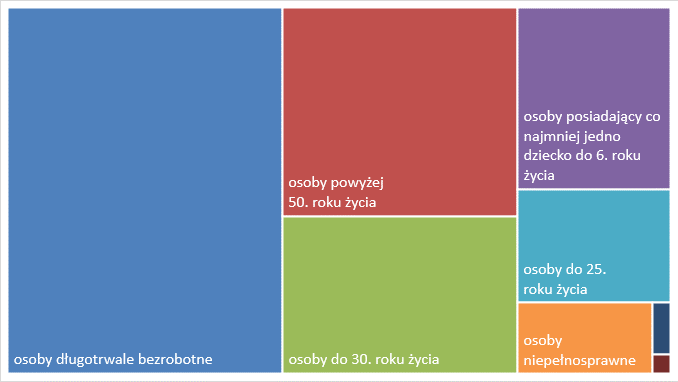 osoby długotrwale bezrobotne
osoby powyżej
50. roku życia
osoby do 30. roku życia
osoby posiadający co
najmniej jedno
dziecko do 6. roku
życia
osoby do 25.
roku życia
osoby
niepełnosprawne